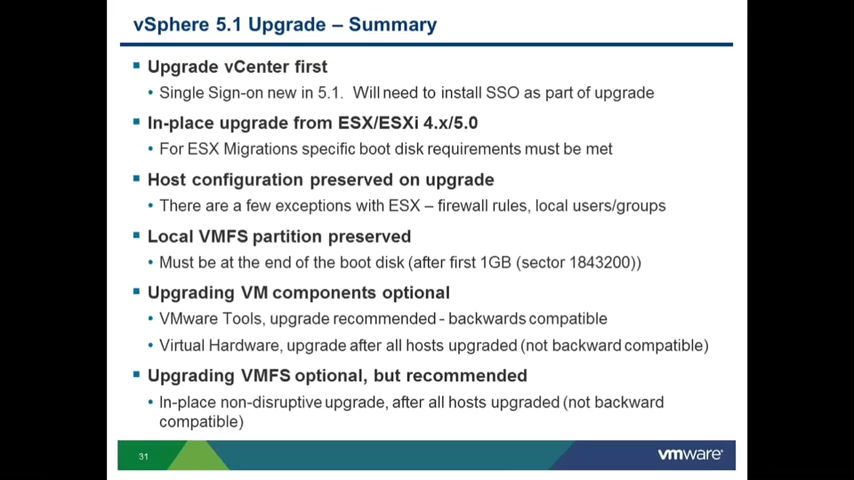 vSphere 5.1 Upgrade – Summary
Upgrade vCenter first
Single Sign-on new in 5.1. Will need to install SSO as part of upgrade
In-place upgrade from ESX/ESXi 4.x/5.0
For ESX Migrations specific boot disk requirements must be met
Host configuration preserved on upgrade
There are a few exceptions with ESX – firewall rules, local users/groups
Local VMFS partition preserved
Must be at the end of the boot disk (after first 1GB (sector 1843200))
Upgrading VM components optional
VMware Tools, upgrade recommended - backwards compatible
Virtual Hardware, upgrade after all hosts upgraded (not backward compatible)
Upgrading VMFS optional, but recommended
In-place non-disruptive upgrade, after all hosts upgraded (not backward
compatible)
31
vmware